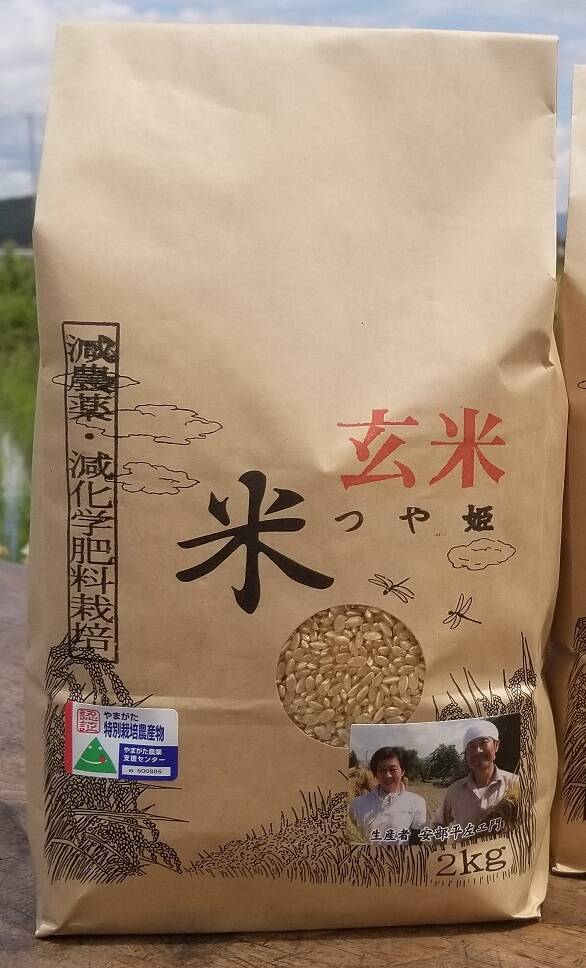 減農薬・減化学肥料栽培
玄米
米
つや姫
認証
やまがた
特別栽培農産物
やまがた農業
支援センター
生産者 安部平左エ門
2kg